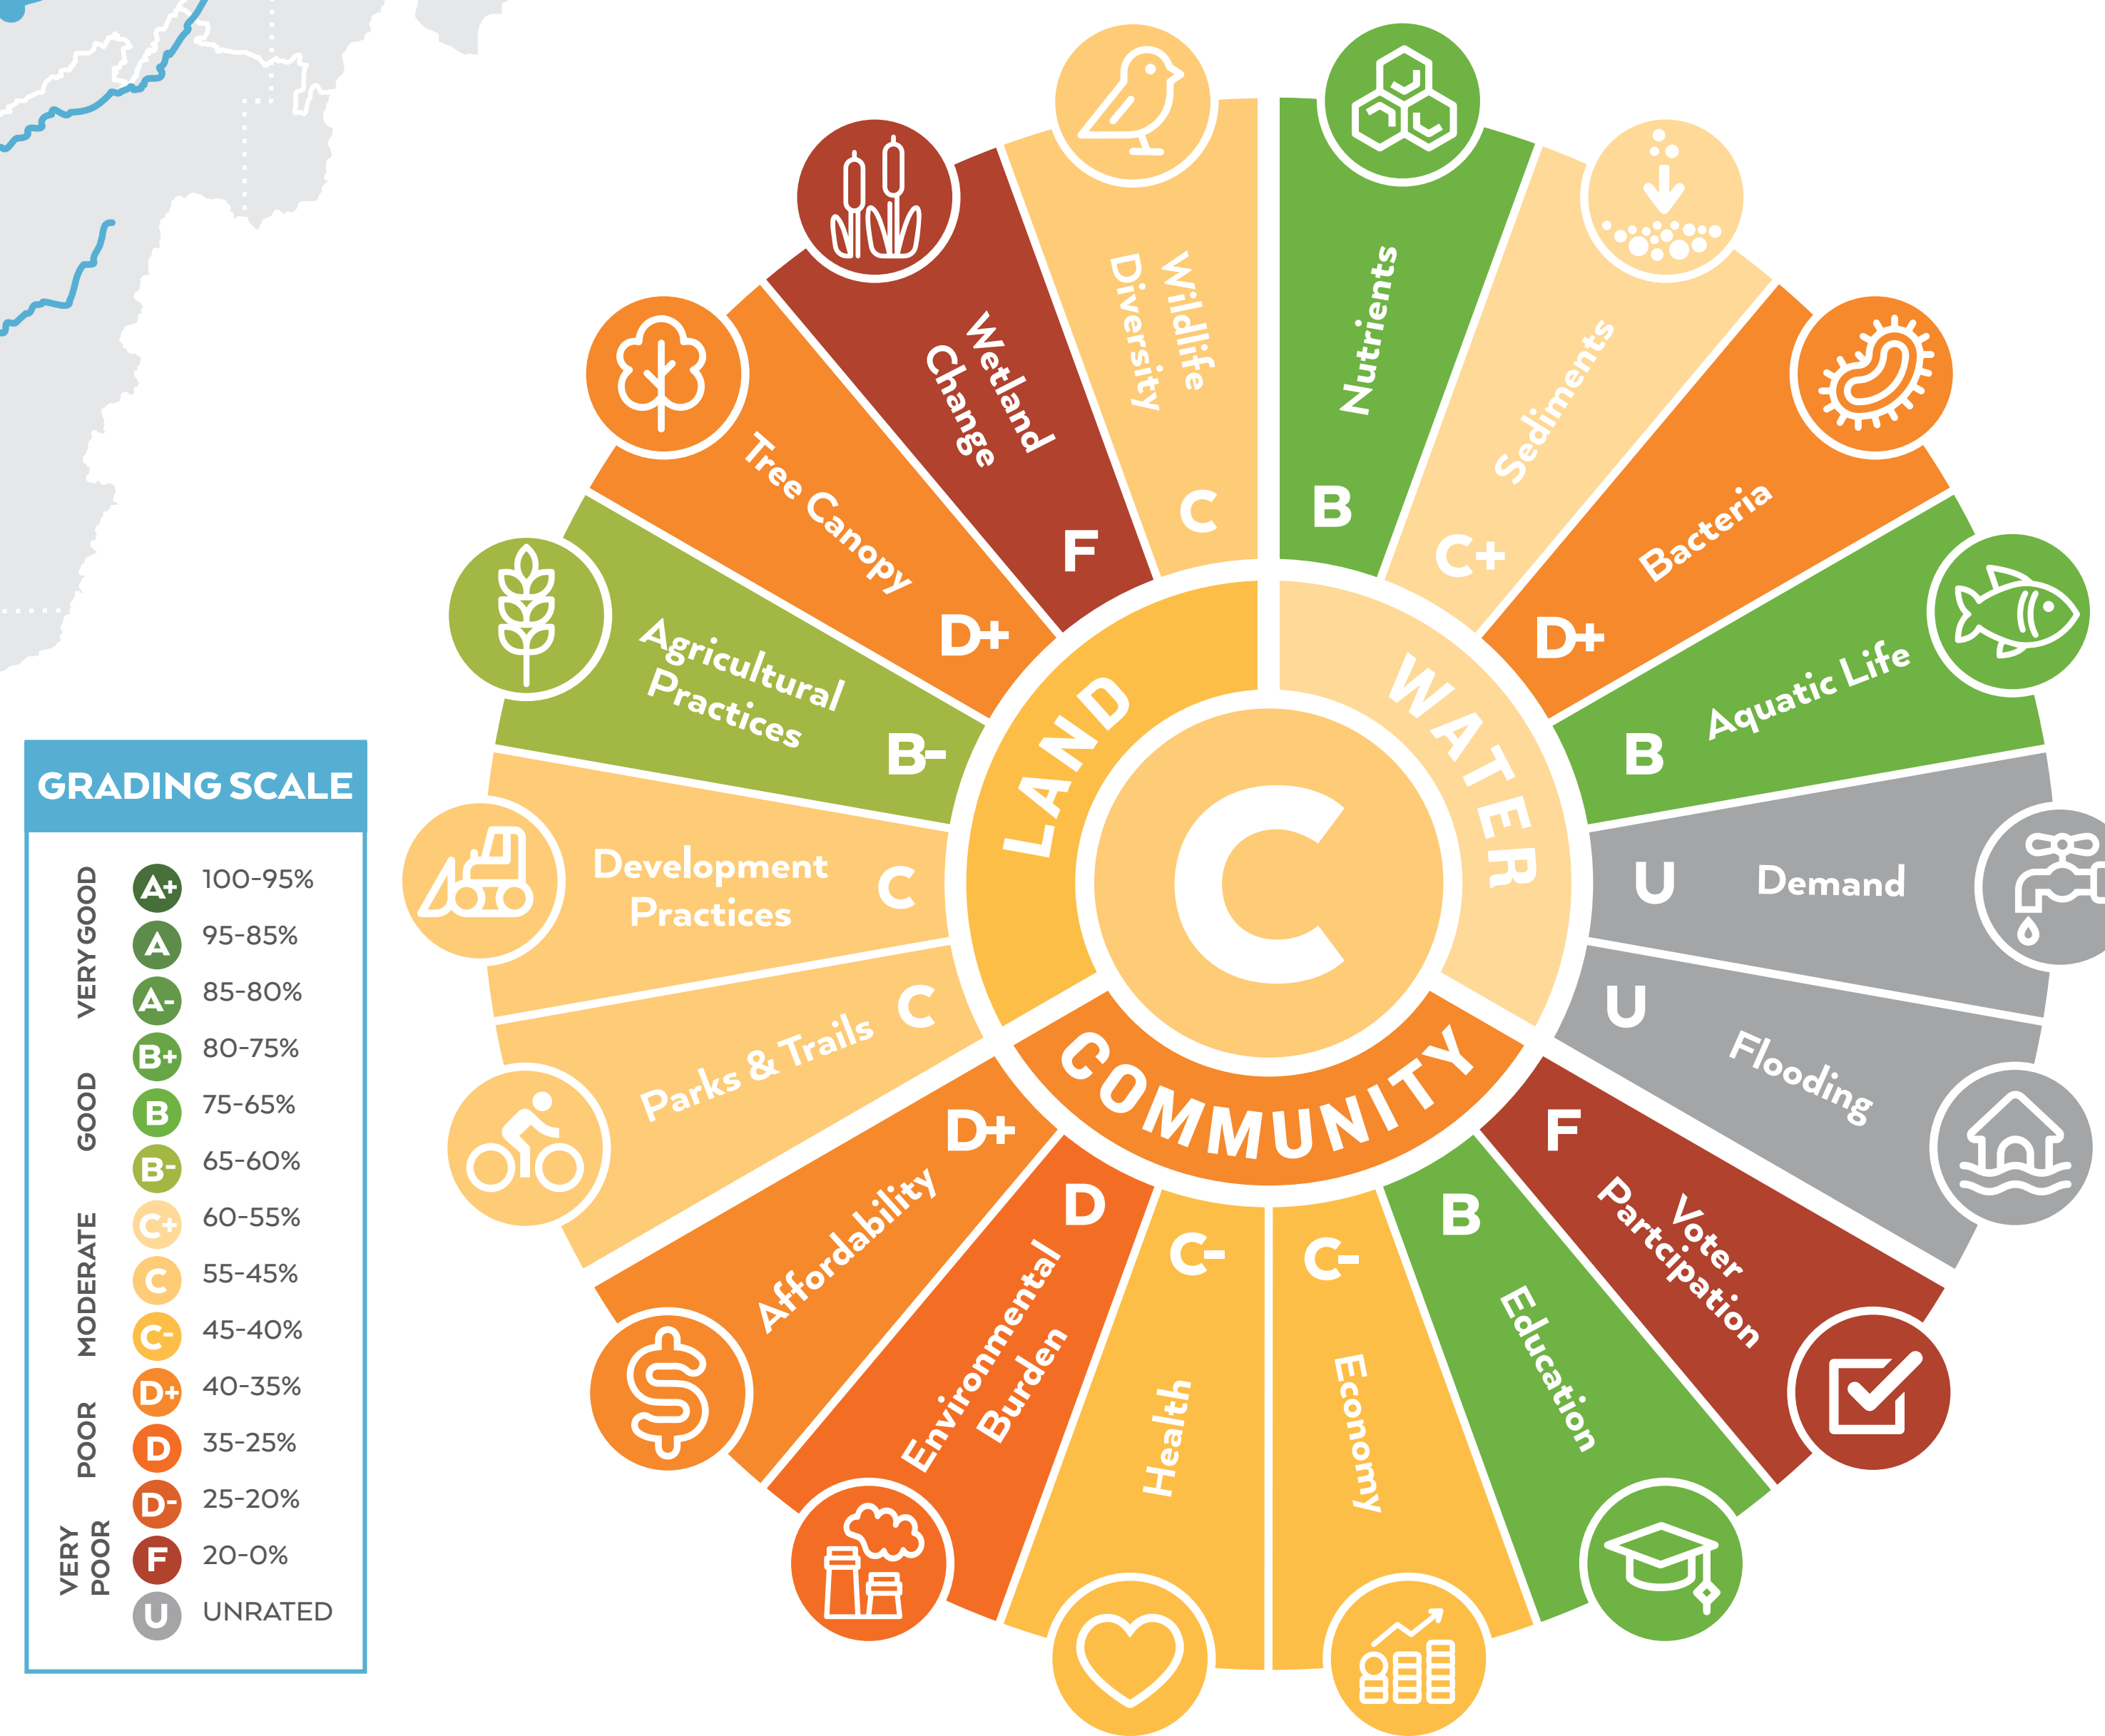 Wildlife
Diversity
C
Nutrients
B
Sediments
C+
Bacteria
D+
Aquatic Life
B
Demand
U
Flooding
U
Voter
Partcipation
F
Education
B
Economy
C-
Health
C-
Environmental
Burden
D
Affordability
D+
Parks & Trails
C
Development
Practices
C
Agricultural
Practices
B-
Tree Canopy
D+
Wetland
Change
F
LAND
WATER
COMMUNITY
C
GRADING SCALE
VERY GOOD
A+ 100-95%
A 95-85%
A- 85-80%
GOOD
B+ 80-75%
B 75-65%
B- 65-60%
MODERATE
C+ 60-55%
C 55-45%
C- 45-40%
POOR
D+ 40-35%
D 35-25%
D- 25-20%
VERY
POOR
F 20-0%
U UNRATED